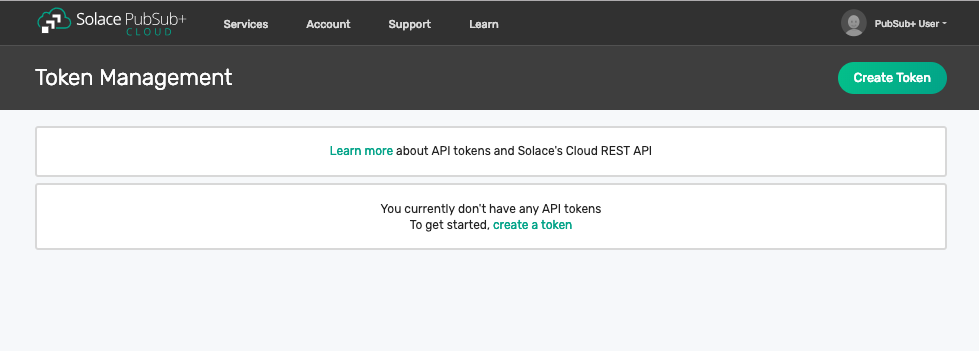 Solace PubSub+
CLOUD
Services
Account
Support
Learn
PubSub+ User
Token Management
Create Token
Learn more about API tokens and Solace's Cloud REST API
You currently don't have any API tokens
To get started, create a token